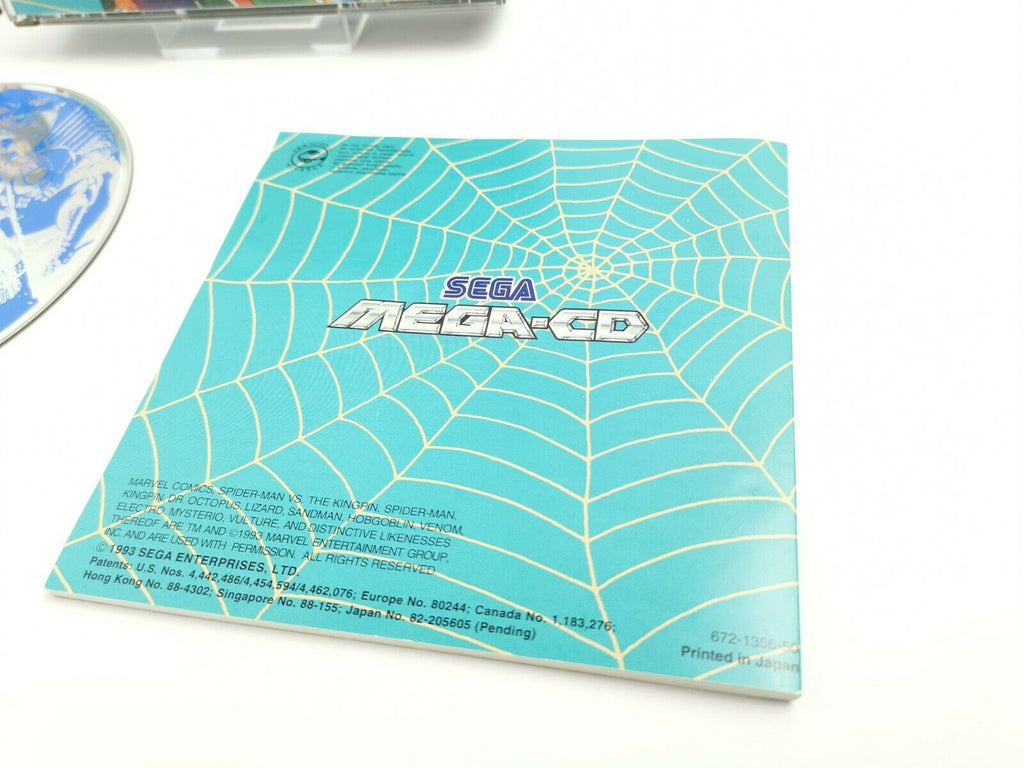 SEGA
MEGA-CD
MARVEL COMICS, SPIDER-MAN VS. THE KINGPIN, SPIDER-MAN,
KINGPIN, DR. OCTOPUS, LIZARD, SANDMAN, HOBGOBLIN, VENOM,
ELECTRO, MYSTERIO, VULTURE, AND DISTINCTIVE LIKENESSES
THEREOF ARE TM AND ©1993 MARVEL ENTERTAINMENT GROUP,
INC. AND ARE USED WITH PERMISSION. ALL RIGHTS RESERVED.
© 1993 SEGA ENTERPRISES, LTD.
Patents: U.S. Nos. 4,442,486/4,454,594/4,462,076; Europe No. 80244; Canada No. 1,183,276;
Hong Kong No. 88-4302; Singapore No. 88-155; Japan No. 82-205605 (Pending)
672-1356-50
Printed in Japan